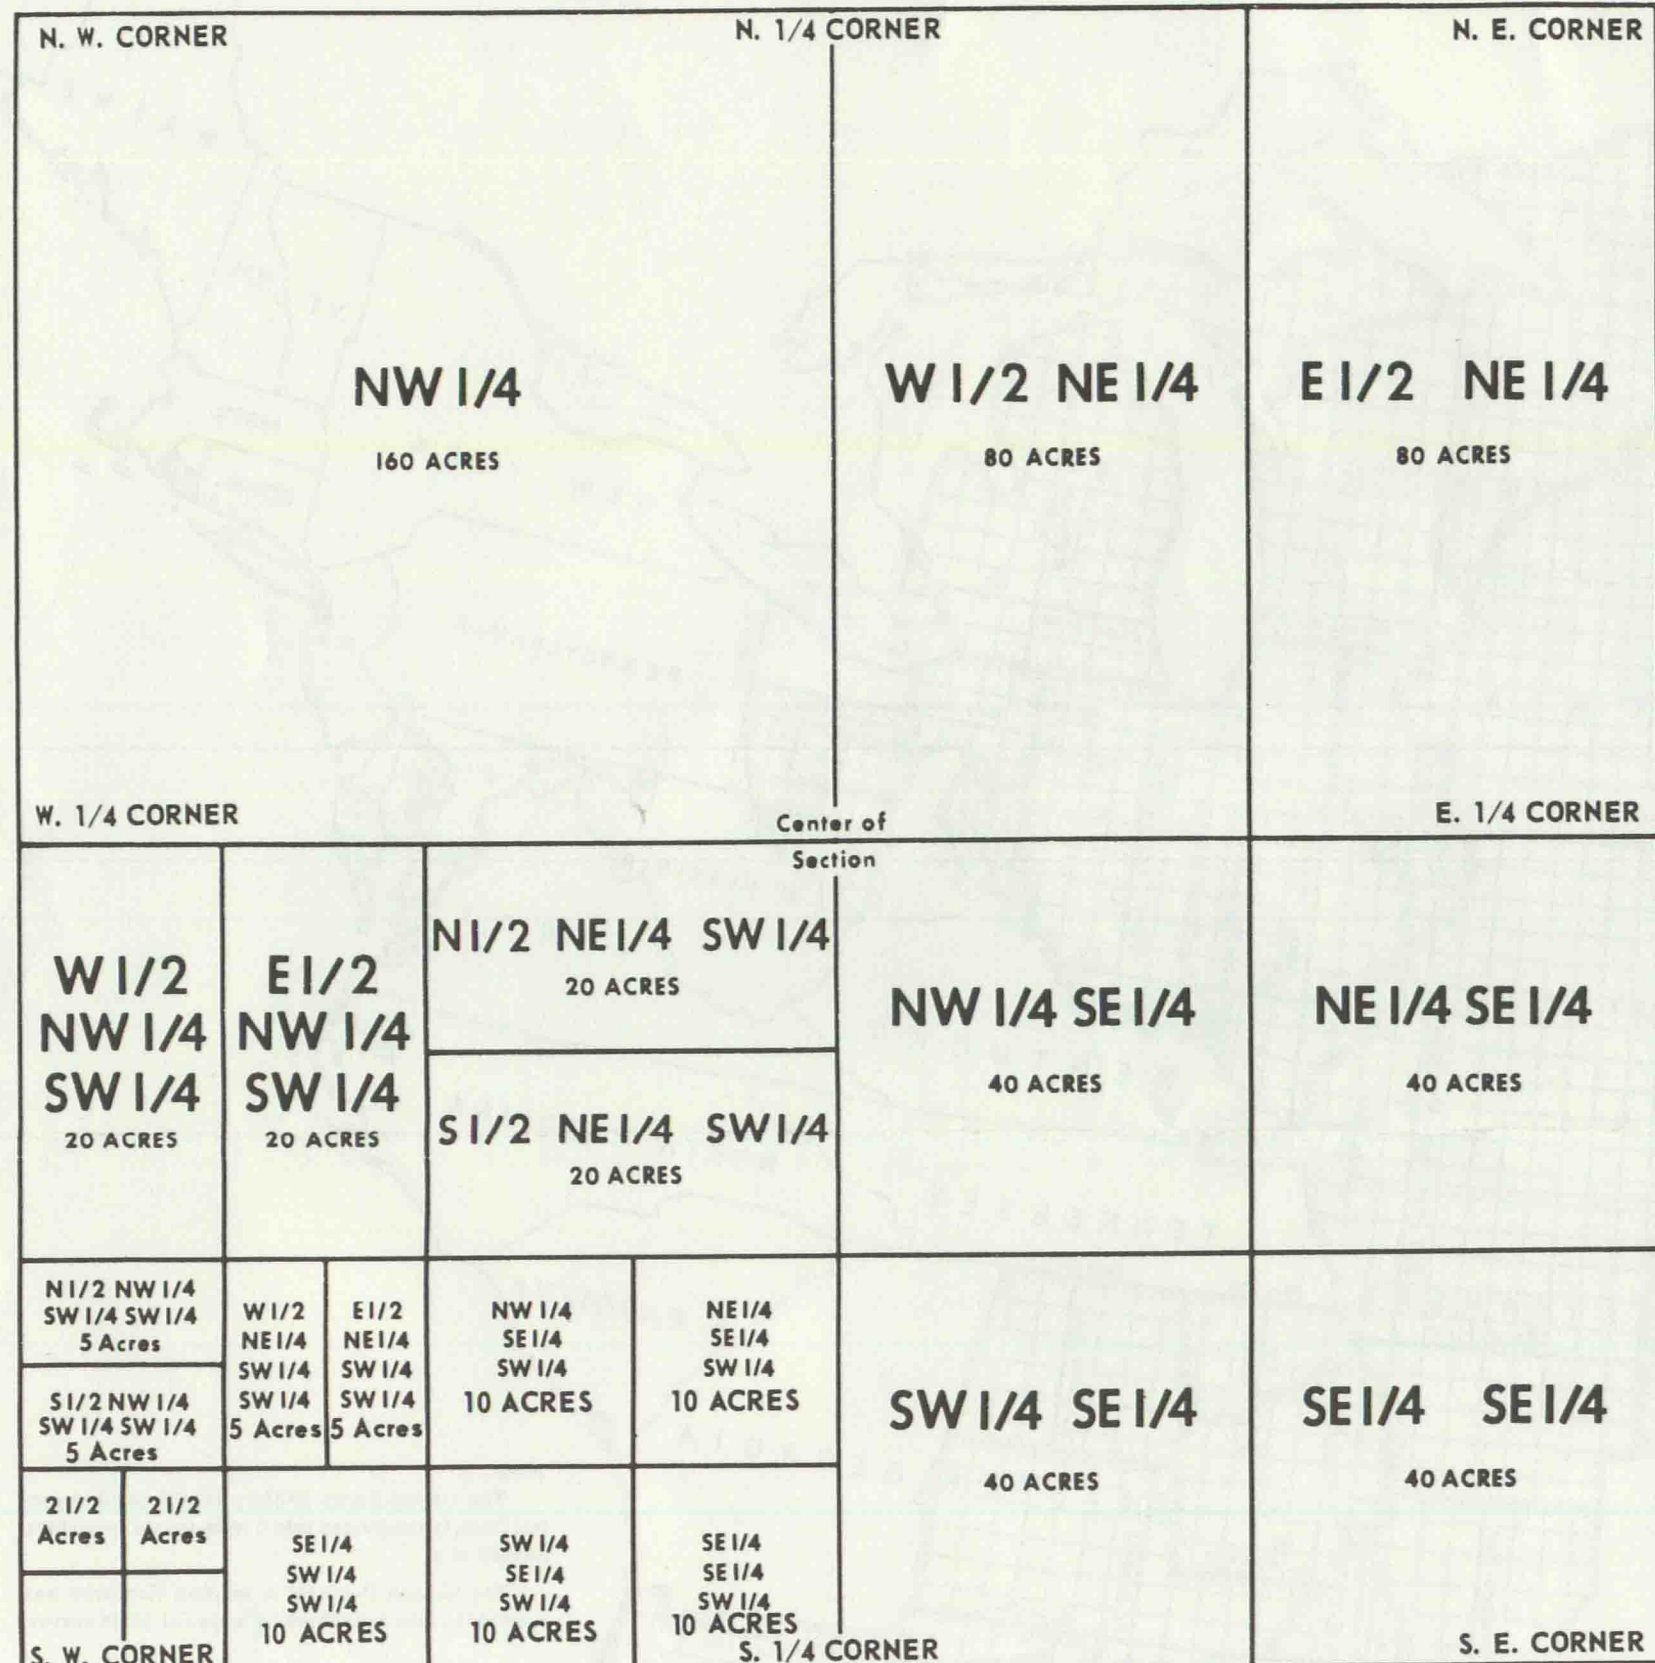 N. W. CORNER
N. 1/4 CORNER
N. E. CORNER
NW 1/4
160 ACRES
W 1/2 NE 1/4
80 ACRES
E 1/2 NE 1/4
80 ACRES
W. 1/4 CORNER
Center of
Section
E. 1/4 CORNER
W 1/2
NW 1/4
SW 1/4
20 ACRES
E 1/2
NW 1/4
SW 1/4
20 ACRES
N 1/2 NE 1/4 SW 1/4
20 ACRES
S 1/2 NE 1/4 SW 1/4
20 ACRES
NW 1/4 SE 1/4
40 ACRES
NE 1/4 SE 1/4
40 ACRES
N 1/2 NW 1/4
SW 1/4 SW 1/4
5 Acres
S 1/2 NW 1/4
SW 1/4 SW 1/4
5 Acres
W 1/2
NE 1/4
SW 1/4
SW 1/4
5 Acres
E 1/2
NE 1/4
SW 1/4
SW 1/4
5 Acres
NW 1/4
SE 1/4
SW 1/4
10 ACRES
NE 1/4
SE 1/4
SW 1/4
10 ACRES
SW 1/4 SE 1/4
40 ACRES
SE 1/4 SE 1/4
40 ACRES
2 1/2
Acres
2 1/2
Acres
SE 1/4
SW 1/4
SW 1/4
10 ACRES
SW 1/4
SE 1/4
SW 1/4
10 ACRES
SE 1/4
SE 1/4
SW 1/4
10 ACRES
S. W. CORNER
S. 1/4 CORNER
S. E. CORNER